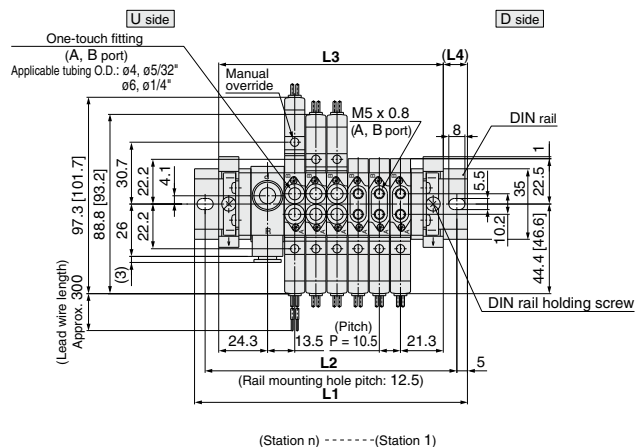 U side
D side
One-touch fitting
(A, B port)
Applicable tubing O.D.: ø4, ø5/32"
ø6, ø1/4"
Manual
override
L3
(L4)
M5 x 0.8
(A, B port)
DIN rail
8
97.3 [101.7]
88.8 [93.2]
30.7
22.2
4.1
26
22.2
(3)
1
5.5
35
22.5
10.2
44.4 [46.6]
(Lead wire length)
Approx. 300
R
DIN rail holding screw
24.3
13.5
(Pitch)
P = 10.5
21.3
L2
5
(Rail mounting hole pitch: 12.5)
L1
(Station n) -------(Station 1)